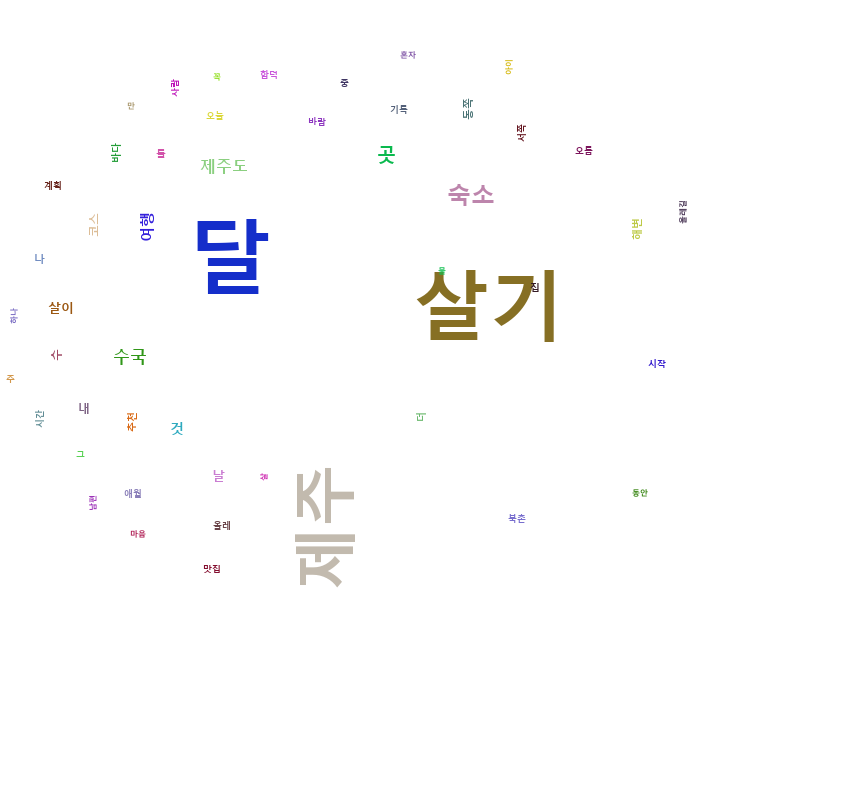 혼자
아이
함덕
꼭
중
사람
만
기록
동쪽
오늘
바람
서쪽
바다
오름
곳
제주도
계획
숙소
올레길
코스
여행
해변
달
나
물
집
살기
살이
하나
수
수국
시작
주
내
더
시간
추천
것
그
날
제주
애월
남편
동안
북촌
올레
마음
맛집